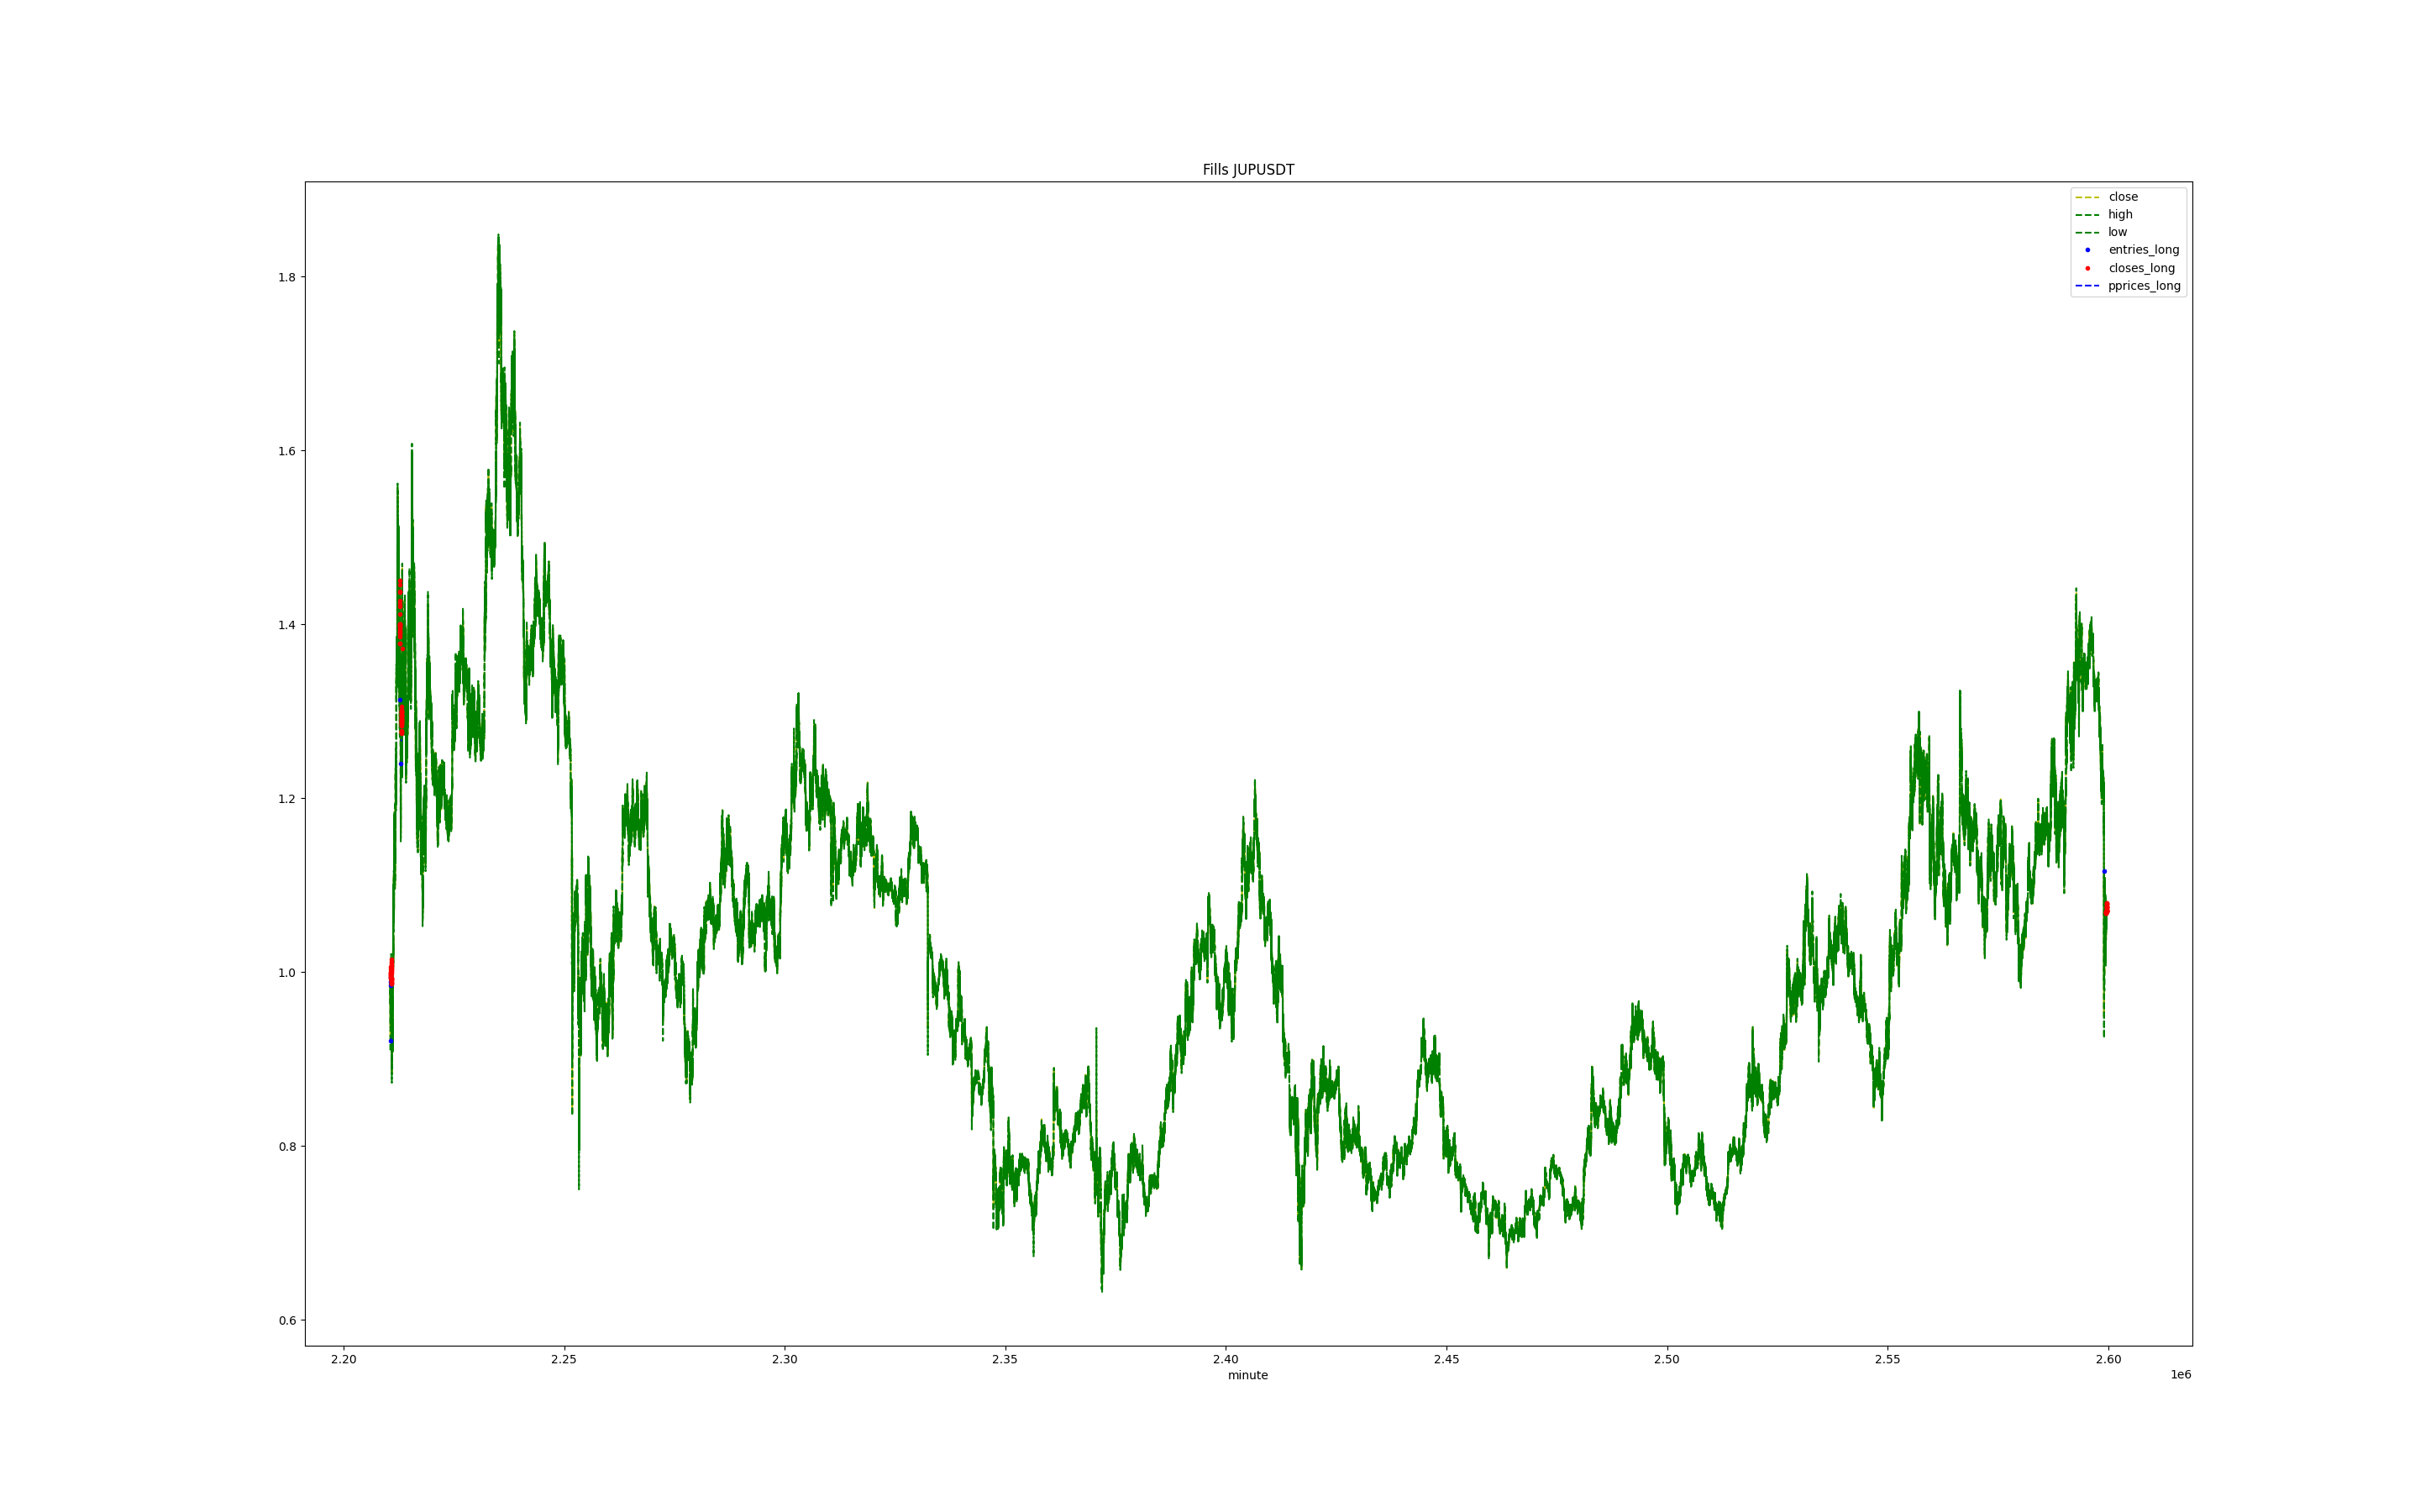 Fills JUPUSDT
close
high
low
entries_long
closes_long
pprices_long
1.8
1.6
1.4
1.2
1.0
0.8
0.6
2.20 2.25 2.30 2.35 2.40 2.45 2.50 2.55 2.60
minute
1e6